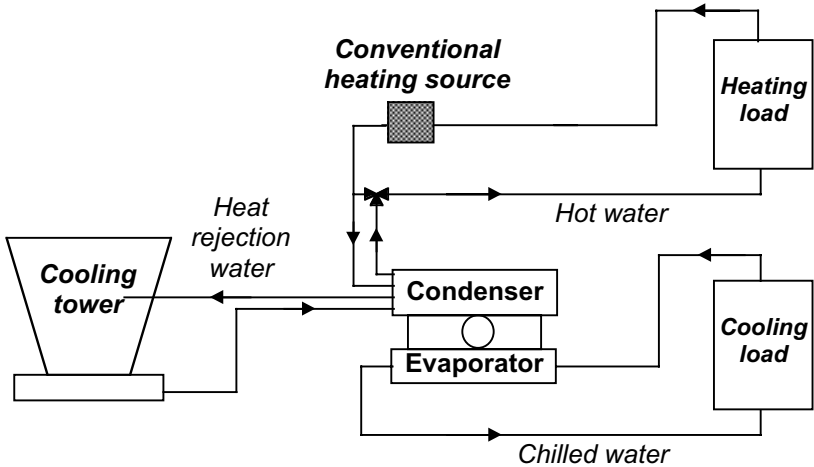 Conventional
heating source
Heating
load
Hot water
Heat
rejection
water
Cooling
tower
Condenser
Evaporator
Cooling
load
Chilled water